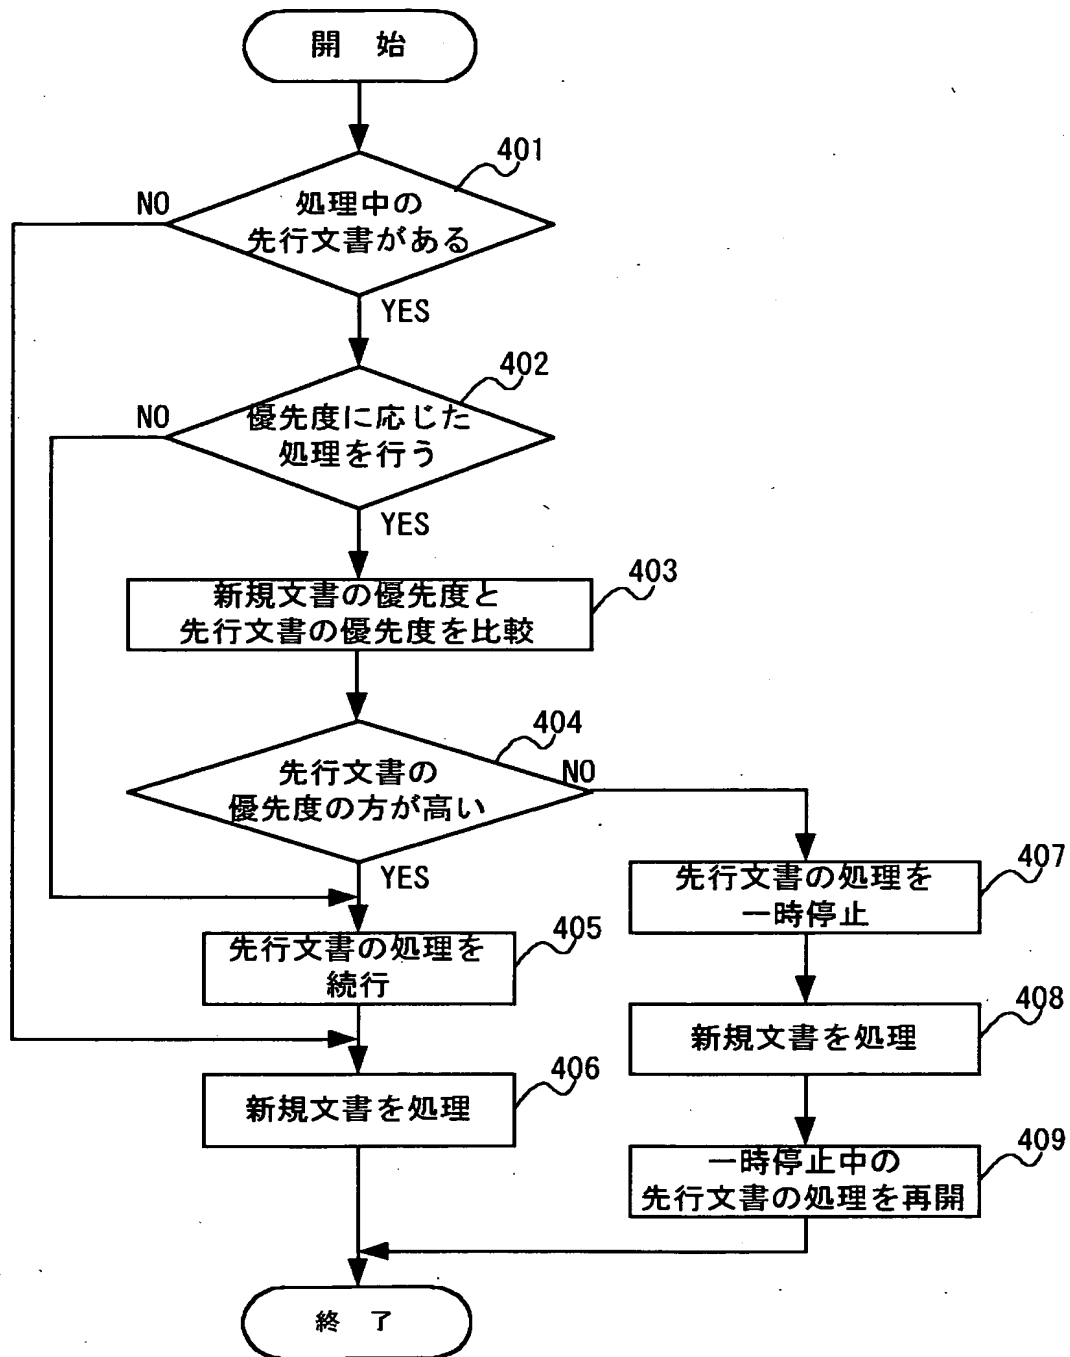 開 始
401
処理中の
先行文書がある
NO
YES
402
優先度に応じた
処理を行う
NO
YES
403
新規文書の優先度と
先行文書の優先度を比較
404
先行文書の
優先度の方が高い
NO
YES
407
先行文書の処理を
一時停止
405
先行文書の処理を
続行
408
新規文書を処理
406
新規文書を処理
409
一時停止中の
先行文書の処理を再開
終 了